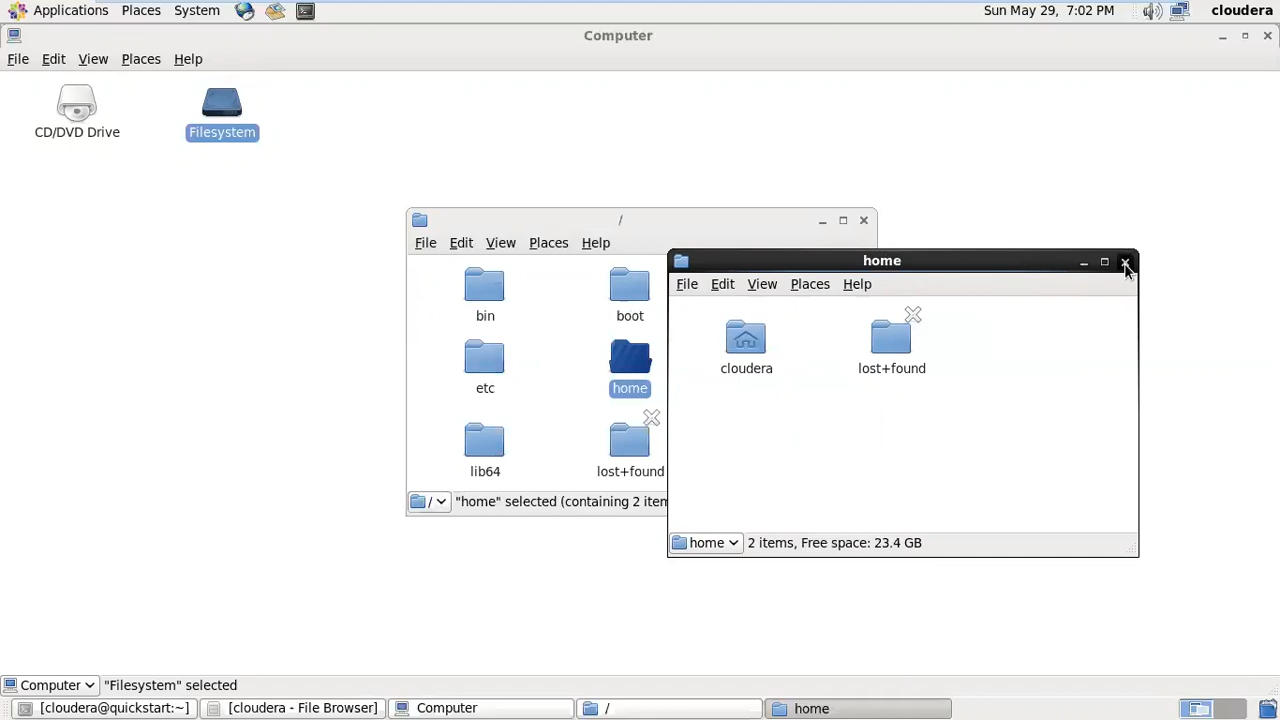 Applications Places System Sun May 29, 7:02 PM cloudera
Computer
File Edit View Places Help
CD/DVD Drive Filesystem
/
File Edit View Places Help
bin boot
etc home
lib64 lost+found
/ "home" selected (containing 2 item
home
File Edit View Places Help
cloudera lost+found
home 2 items, Free space: 23.4 GB
Computer "Filesystem" selected
[cloudera@quickstart:~] [cloudera - File Browser] Computer / home